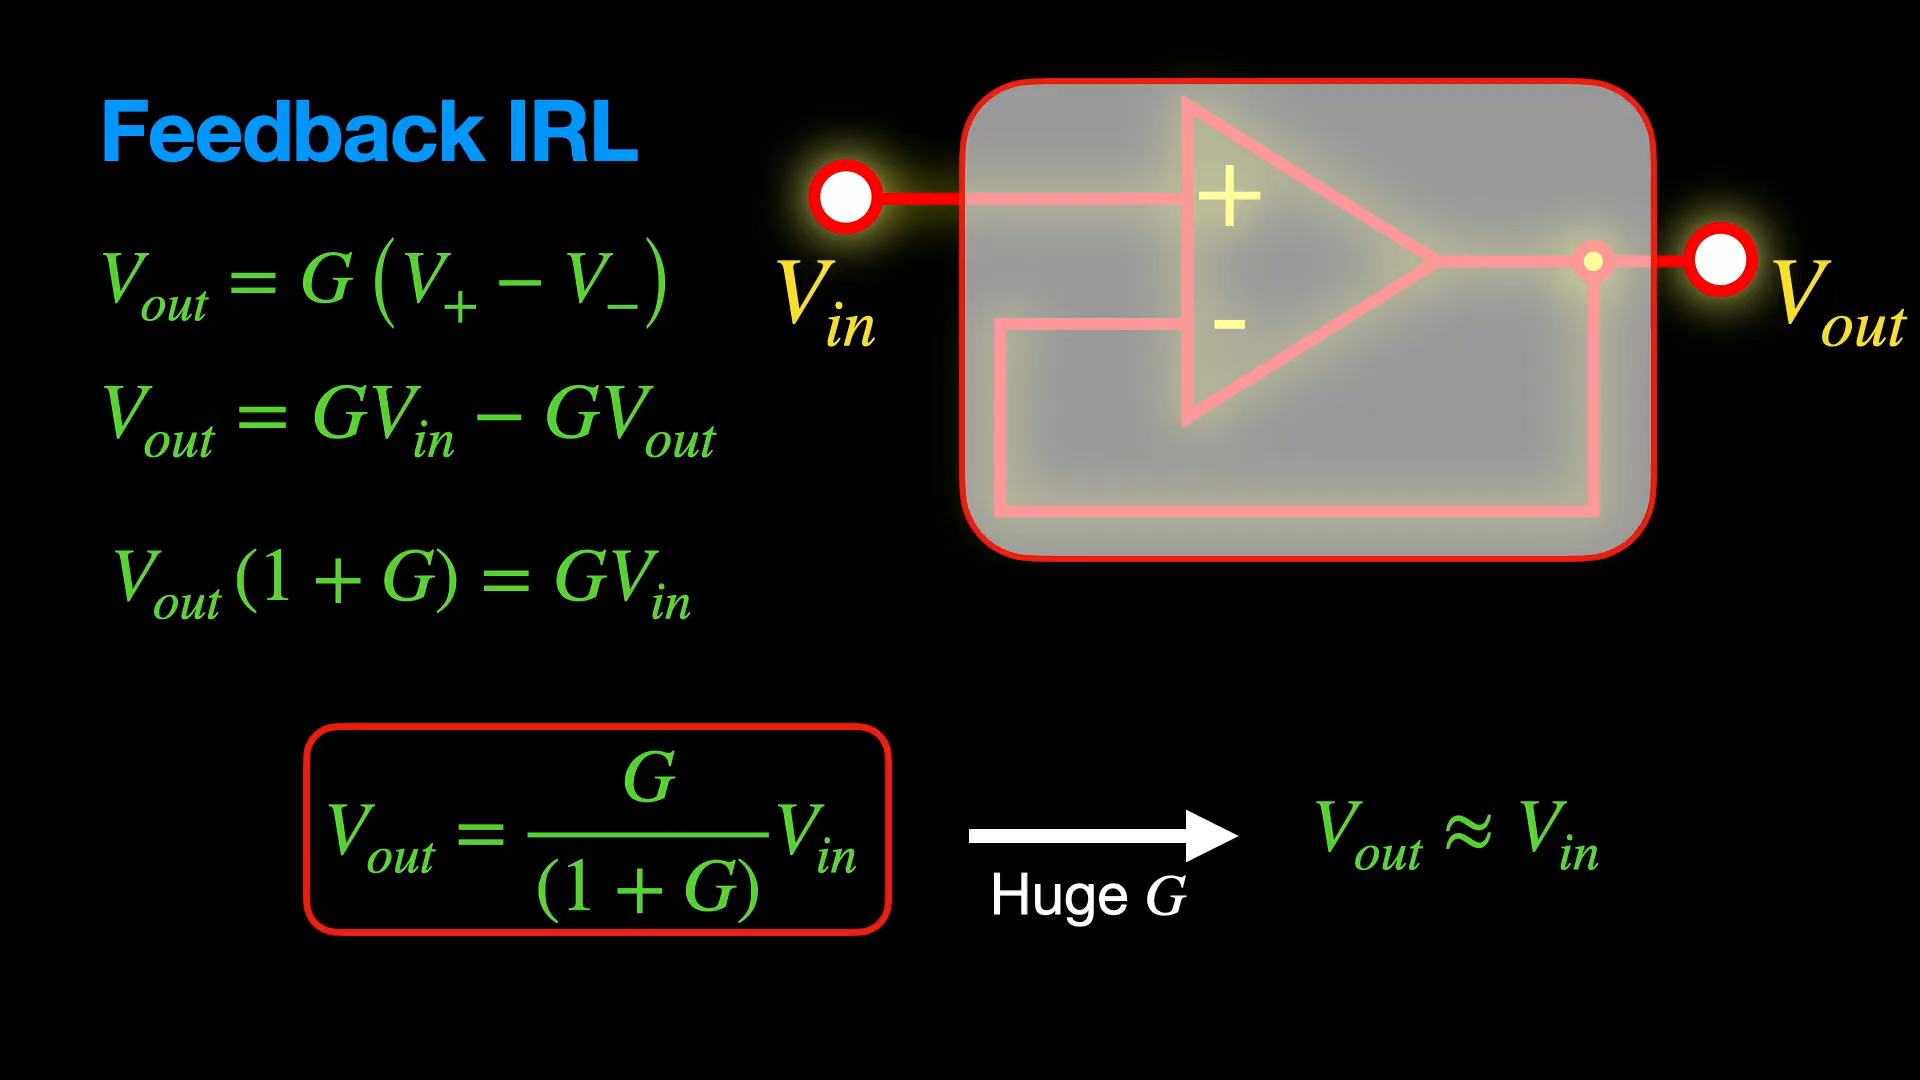 Feedback IRL
V_out = G (V_+ − V_−)
V_out = GV_in − GV_out
V_out (1 + G) = GV_in
V_out = G / (1 + G) V_in
Huge G
V_out ≈ V_in
+
-
V_in
V_out